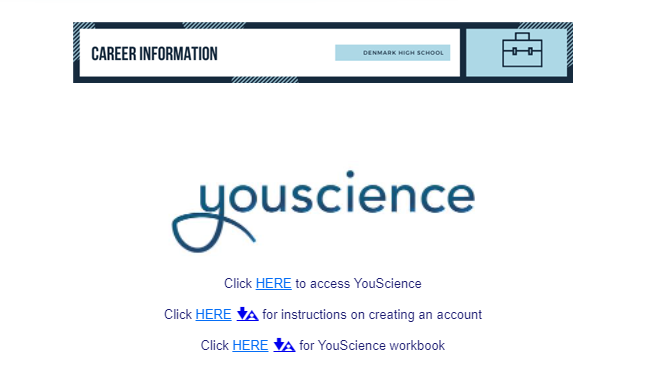 CAREER INFORMATION
DENMARK HIGH SCHOOL
youscience
Click HERE to access YouScience
Click HERE for instructions on creating an account
Click HERE for YouScience workbook